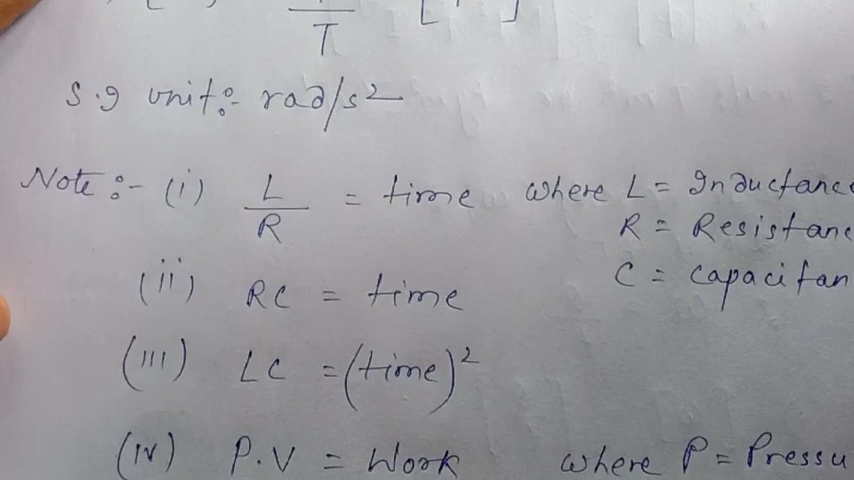 T
S.I unit:- rad/s²
Note:- (i) L/R = time where L = Inductance
R = Resistanc
(ii) RC = time C = Capacitan
(iii) LC = (time)²
(iv) P.V = Work where P = Pressu